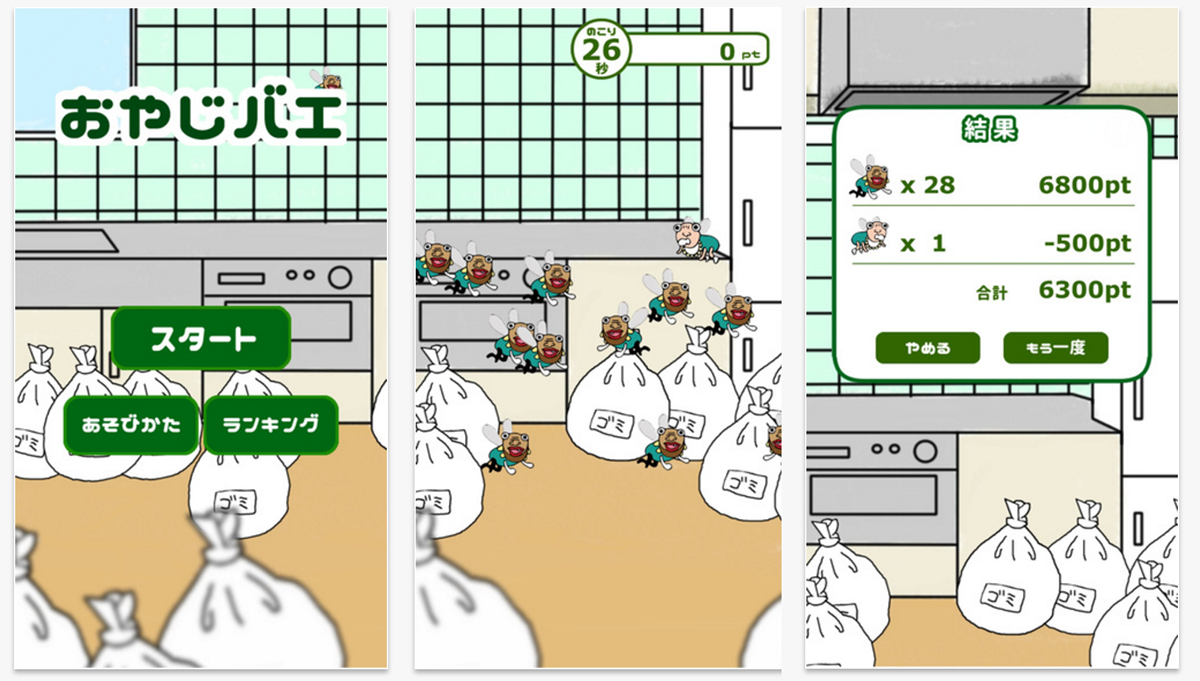 おやじバエ
スタート
あそびかた
ランキング
ゴミ
ゴミ
のこり
26
秒
0 pt
ゴミ
ゴミ
ゴミ
ゴミ
結果
x 28 6800pt
x 1 -500pt
合計 6300pt
やめる
もう一度
ゴミ
ゴミ
ゴミ